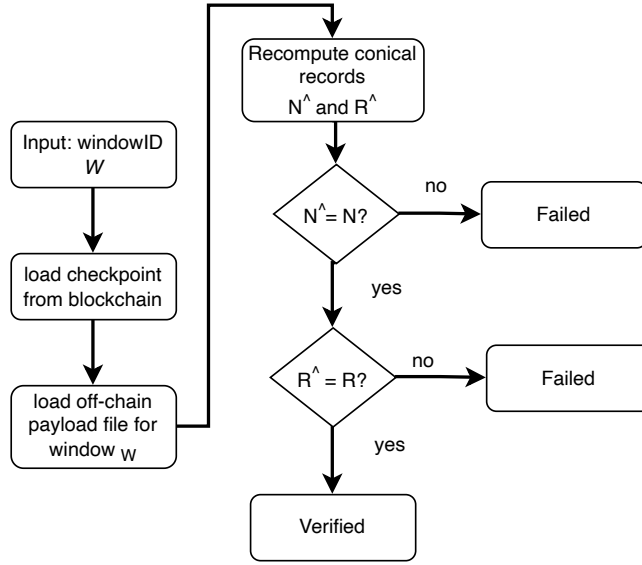 Input: windowID
W
load checkpoint
from blockchain
load off-chain
payload file for
window W
Recompute conical
records
N^ and R^
N^= N?
no
Failed
yes
R^ = R?
no
Failed
yes
Verified